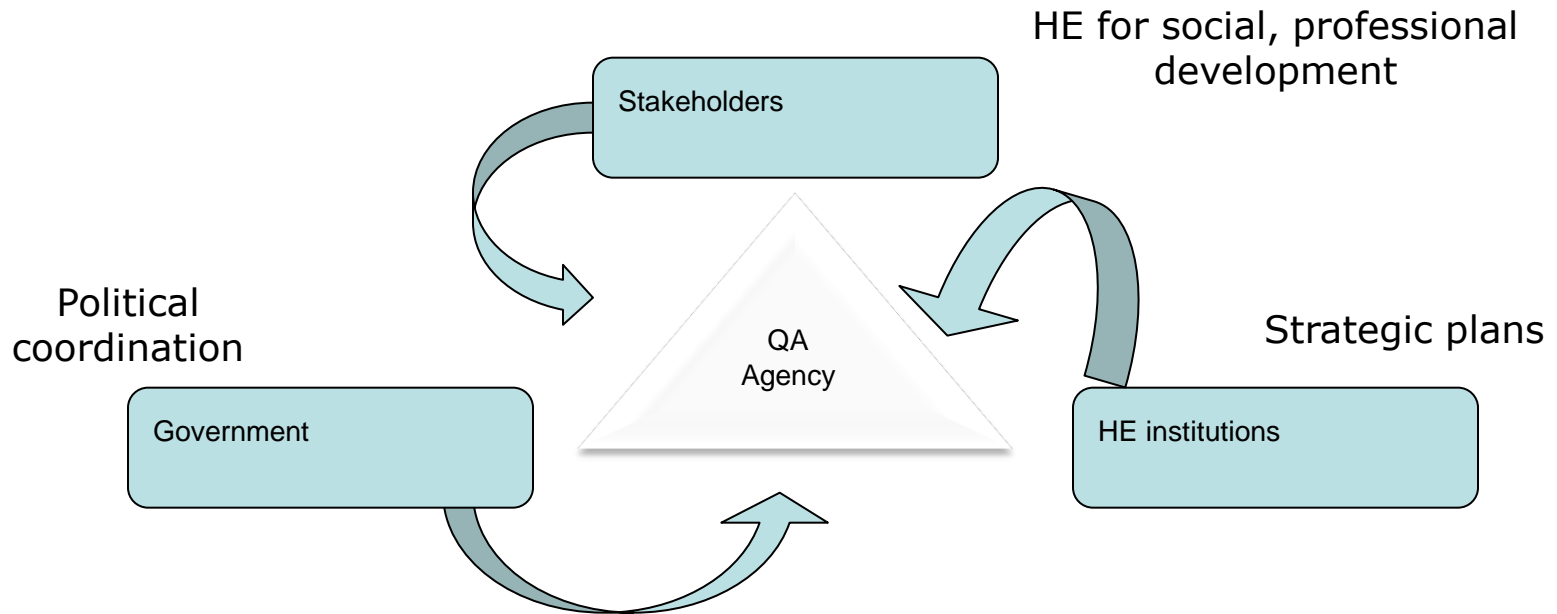 HE for social, professional
development
Stakeholders
Political
coordination
QA
Agency
Strategic plans
Government
HE institutions